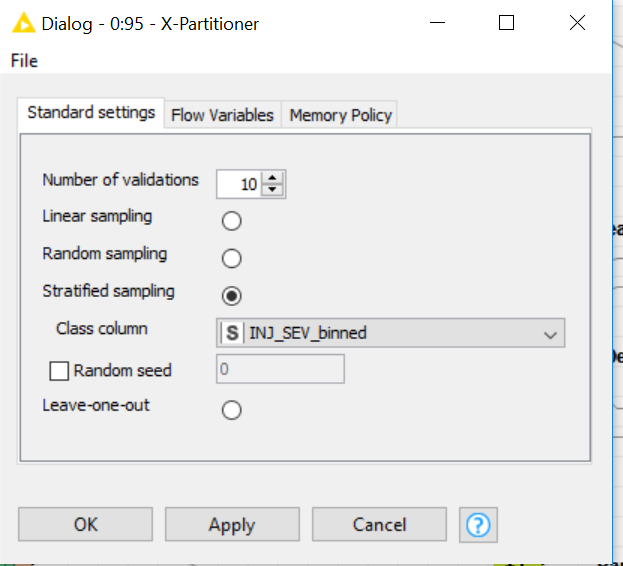 Dialog - 0:95 - X-Partitioner
File
Standard settings Flow Variables Memory Policy
Number of validations 10
Linear sampling
Random sampling
Stratified sampling
Class column S INJ_SEV_binned
Random seed 0
Leave-one-out
OK Apply Cancel ?